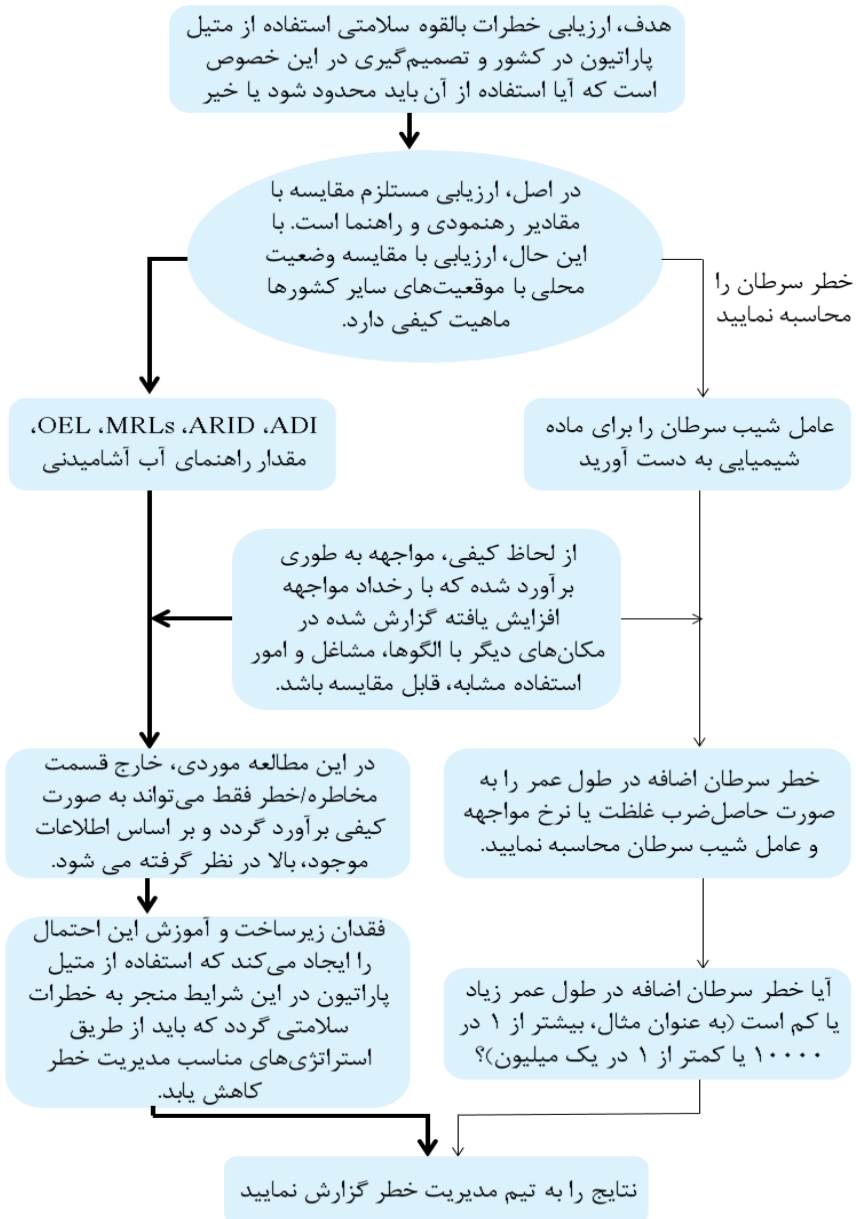 هدف، ارزیابی خطرات بالقوه سلامتی استفاده از متیل
پاراتیون در کشور و تصمیم‌گیری در این خصوص
است که آیا استفاده از آن باید محدود شود یا خیر
در اصل، ارزیابی مستلزم مقایسه با
مقادیر رهنمودی و راهنما است. با
این حال، ارزیابی با مقایسه وضعیت
محلی با موقعیت‌های سایر کشورها
ماهیت کیفی دارد.
خطر سرطان را
محاسبه نمایید
عامل شیب سرطان را برای ماده
شیمیایی به دست آورید
OEL ،MRLs ،ARID ،ADI،
مقدار راهنمای آب آشامیدنی
از لحاظ کیفی، مواجهه به طوری
برآورد شده که با رخداد مواجهه
افزایش یافته گزارش شده در
مکان‌های دیگر با الگوها، مشاغل و امور
استفاده مشابه، قابل مقایسه باشد.
خطر سرطان اضافه در طول عمر را به
صورت حاصل‌ضرب غلظت یا نرخ مواجهه
و عامل شیب سرطان محاسبه نمایید.
در این مطالعه موردی، خارج قسمت
مخاطره/خطر فقط می‌تواند به صورت
کیفی برآورد گردد و بر اساس اطلاعات
موجود، بالا در نظر گرفته می شود.
آیا خطر سرطان اضافه در طول عمر زیاد
یا کم است (به عنوان مثال، بیشتر از ۱ در
۱۰۰۰۰ یا کمتر از ۱ در یک میلیون)؟
فقدان زیرساخت و آموزش این احتمال
را ایجاد می‌کند که استفاده از متیل
پاراتیون در این شرایط منجر به خطرات
سلامتی گردد که باید از طریق
استراتژی‌های مناسب مدیریت خطر
کاهش یابد.
نتایج را به تیم مدیریت خطر گزارش نمایید